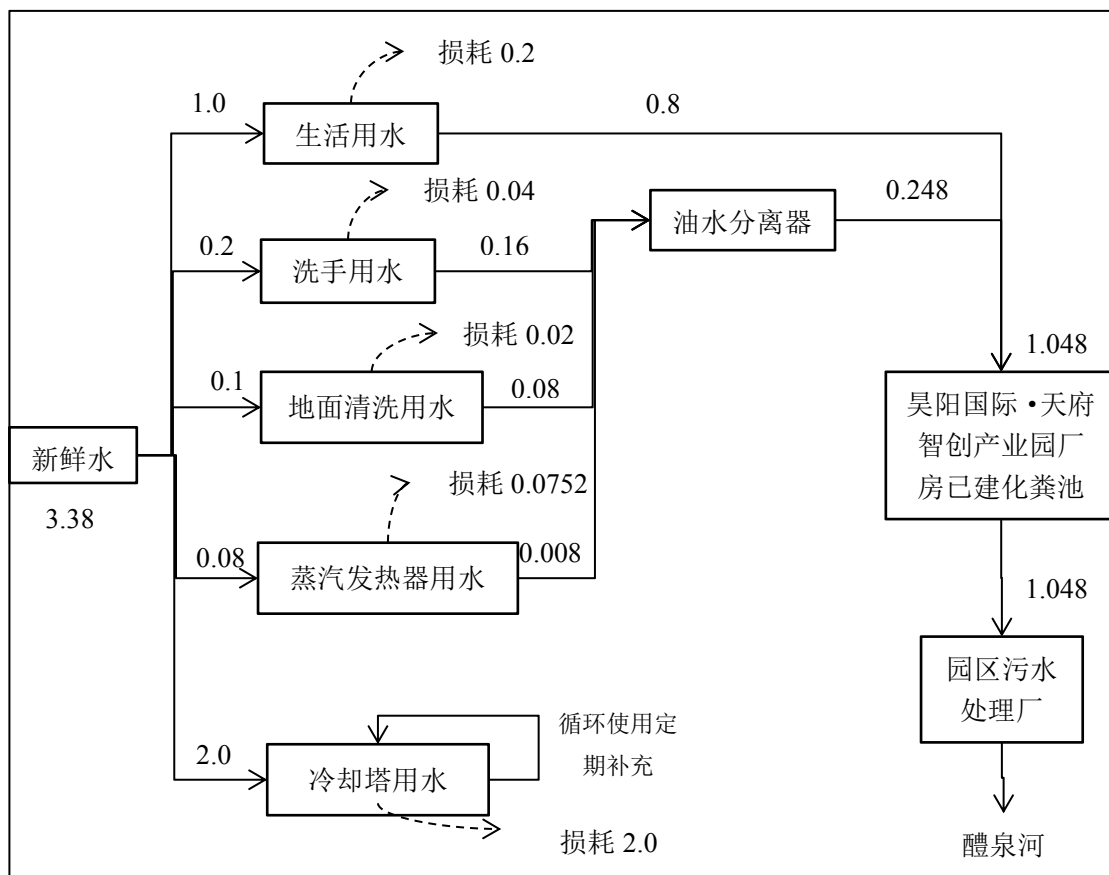 损耗 0.2
1.0
生活用水
0.8
损耗 0.04
0.2
洗手用水
0.16
油水分离器
0.248
损耗 0.02
0.1
地面清洗用水
0.08
1.048
昊阳国际·天府
智创产业园厂
房已建化粪池
新鲜水
3.38
损耗 0.0752
0.08
蒸汽发热器用水
0.008
1.048
园区污水
处理厂
2.0
冷却塔用水
循环使用定
期补充
损耗 2.0
醴泉河